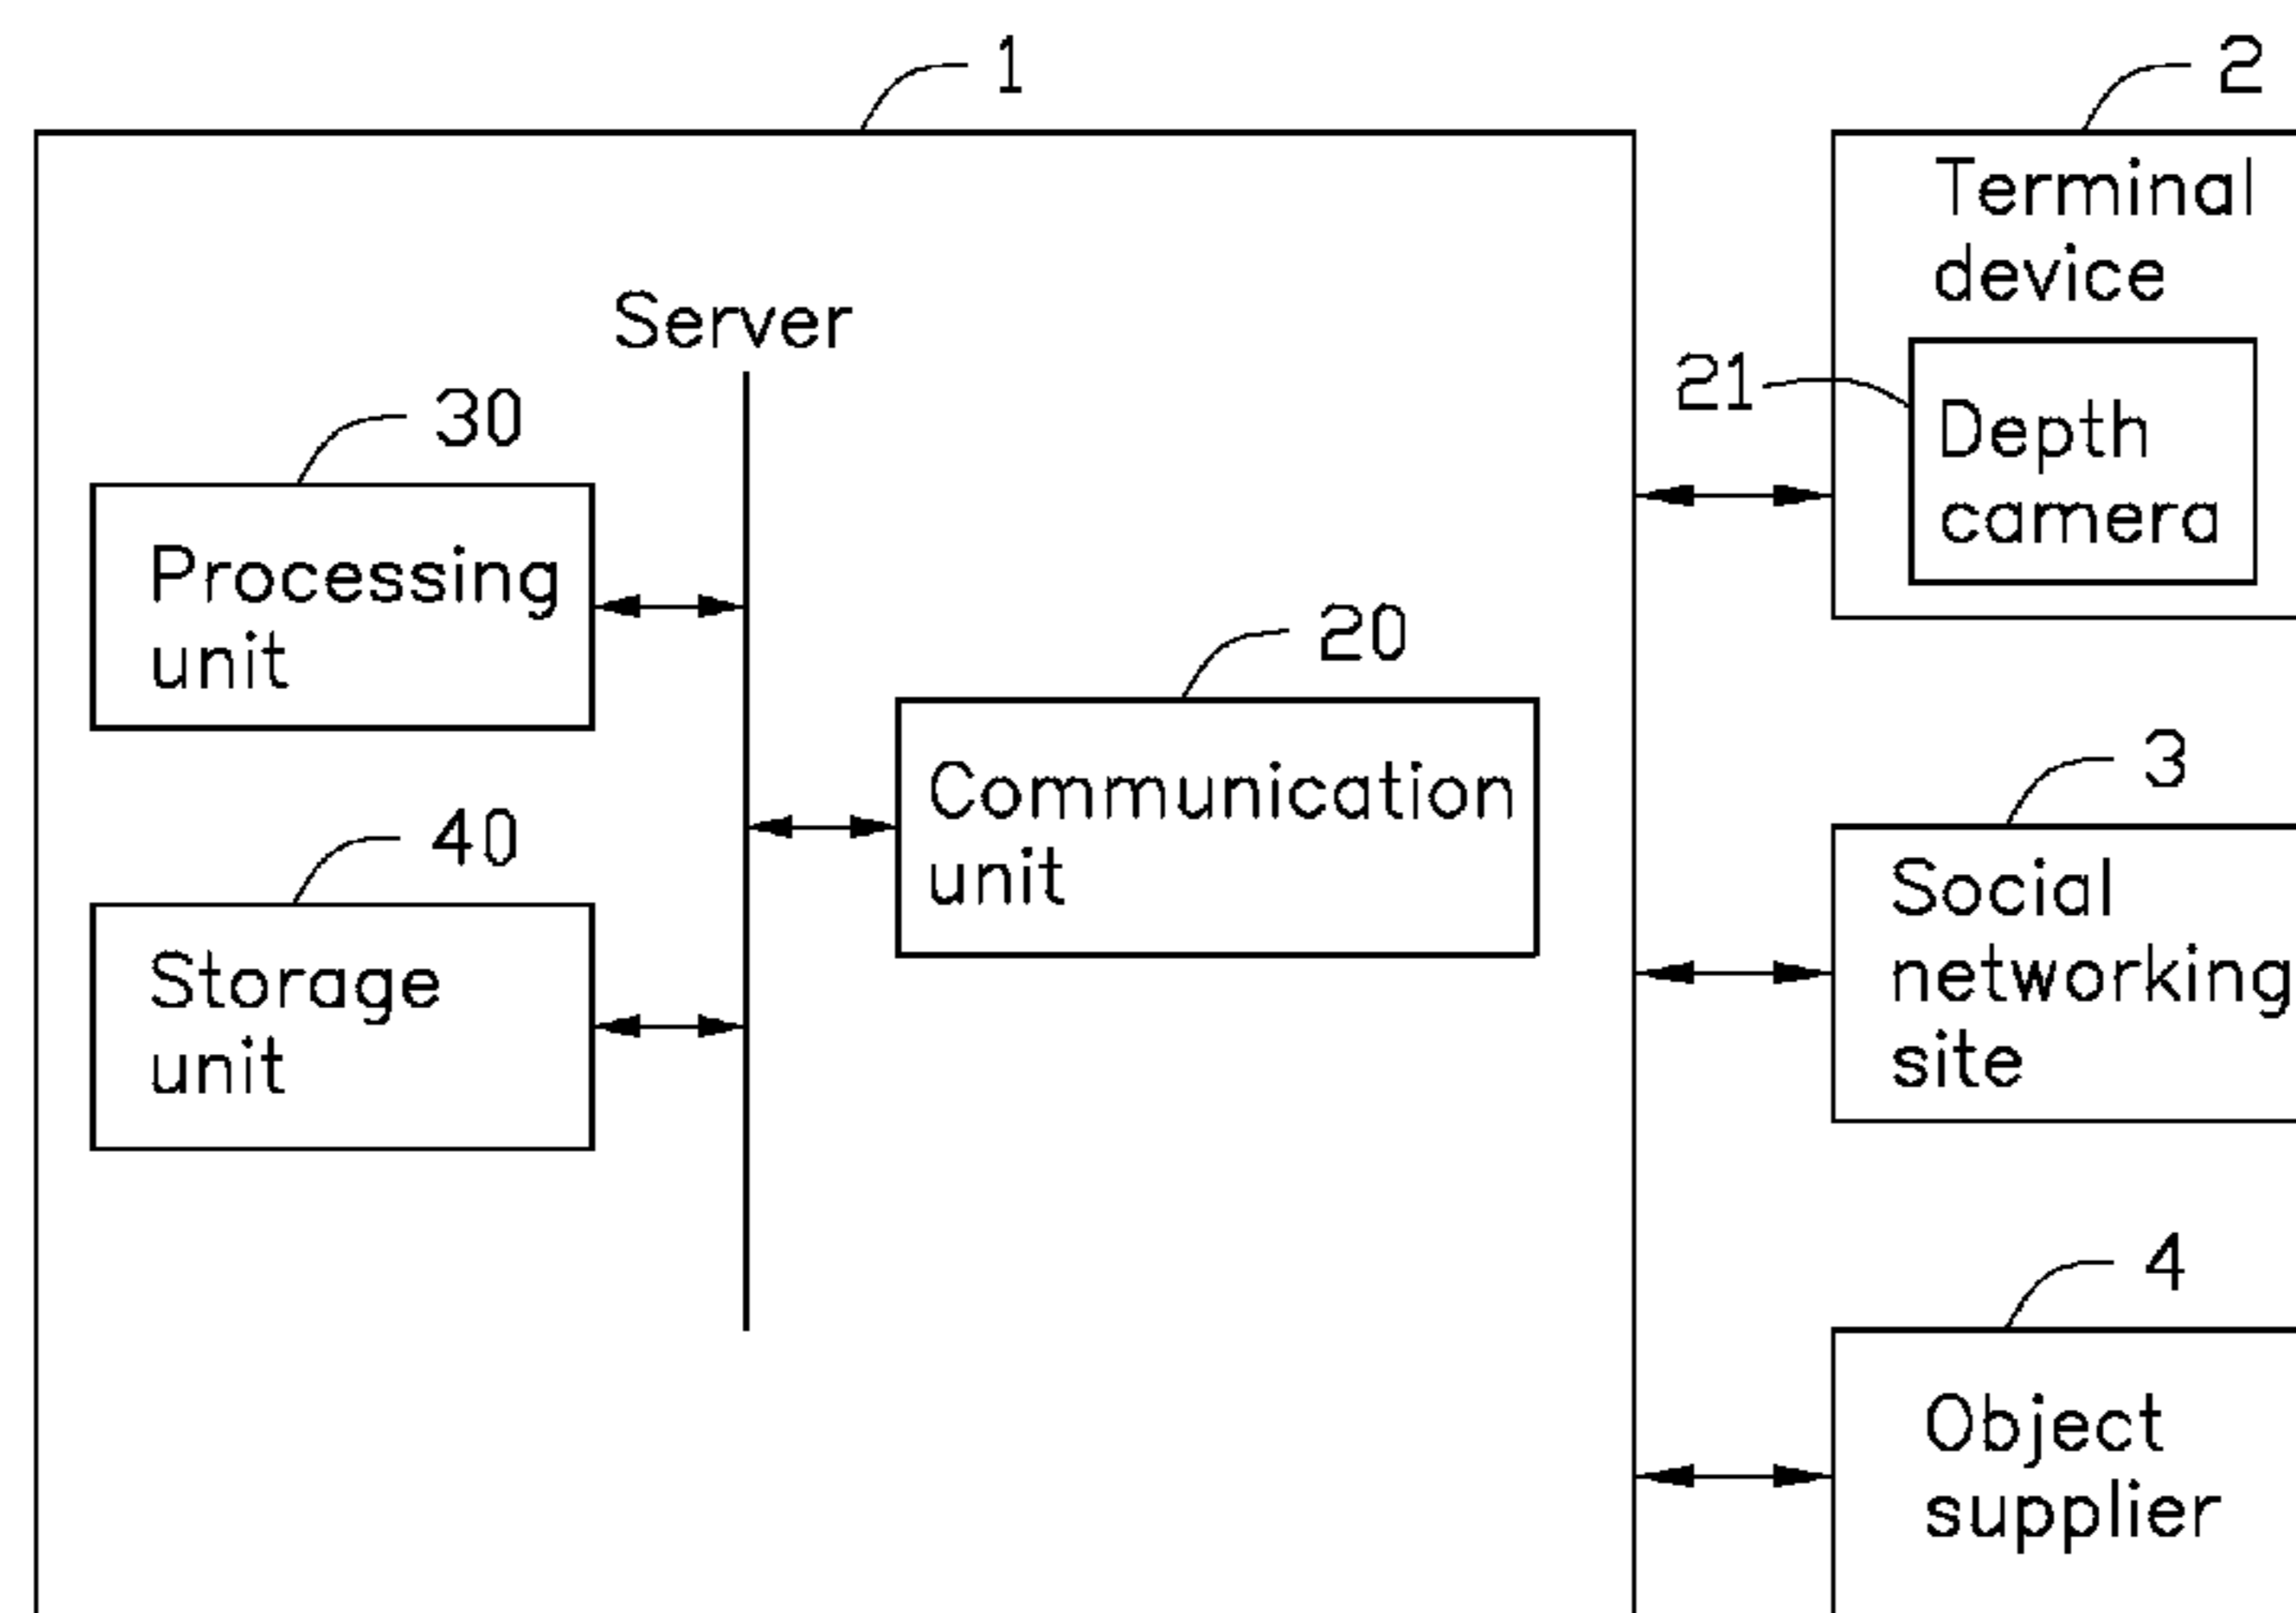 1
2
Server
30
Processing
unit
40
Storage
unit
20
Communication
unit
Terminal
device
21
Depth
camera
3
Social
networking
site
4
Object
supplier